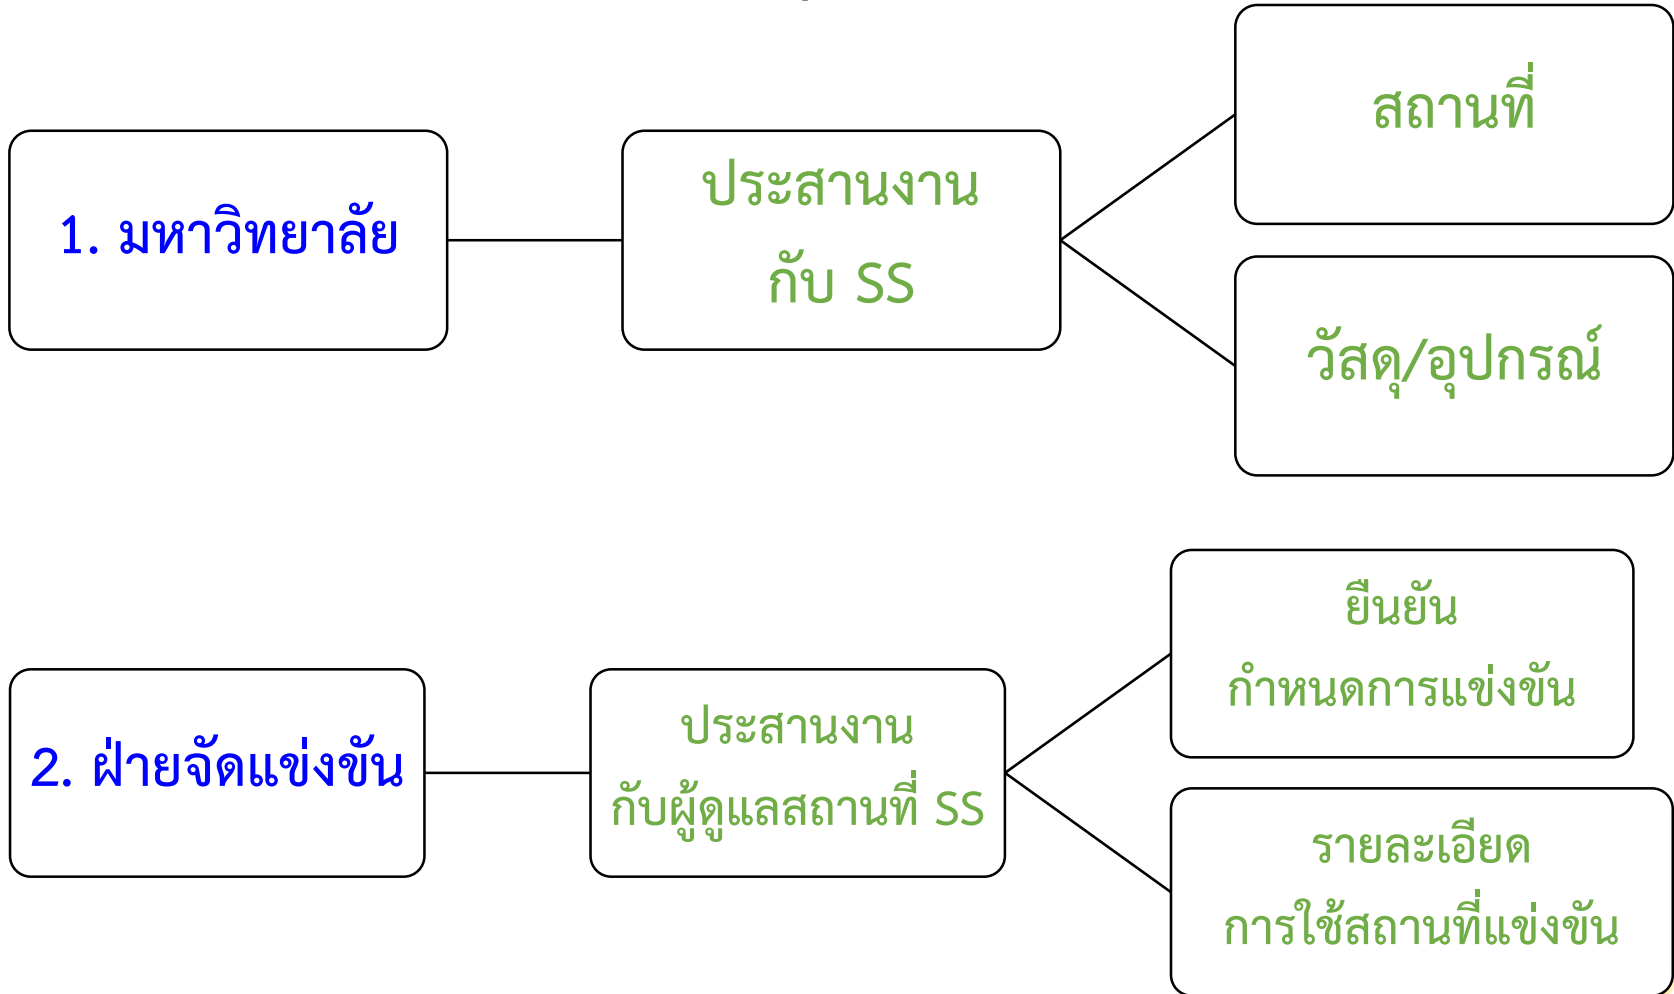 1. มหาวิทยาลัย
ประสานงาน
กับ SS
สถานที่
วัสดุ/อุปกรณ์
2. ฝ่ายจัดแข่งขัน
ประสานงาน
กับผู้ดูแลสถานที่ SS
ยืนยัน
กำหนดการแข่งขัน
รายละเอียด
การใช้สถานที่แข่งขัน